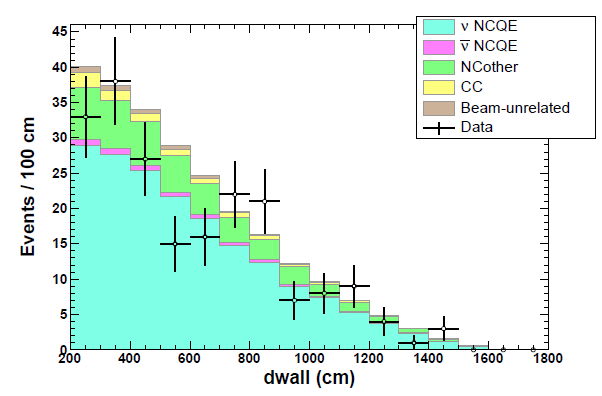 45
40
35
30
25
20
15
10
5
0
Events / 100 cm
200 400 600 800 1000 1200 1400 1600 1800
dwall (cm)
ν NCQE
ν̅ NCQE
NCother
CC
Beam-unrelated
Data